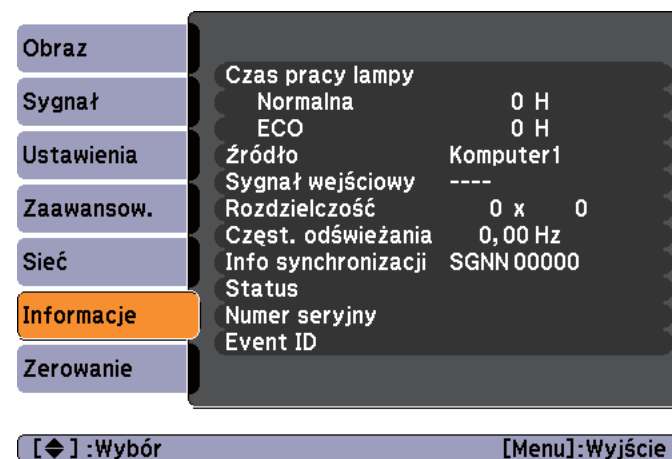 Obraz
Sygnał
Ustawienia
Zaawansow.
Sieć
Informacje
Zerowanie
Czas pracy lampy
Normalna 0 H
ECO 0 H
Źródło Komputer1
Sygnał wejściowy ----
Rozdzielczość 0 x 0
Częst. odświeżania 0,00 Hz
Info synchronizacji SGNN 00000
Status
Numer seryjny
Event ID
[◆] :Wybór [Menu]:Wyjście